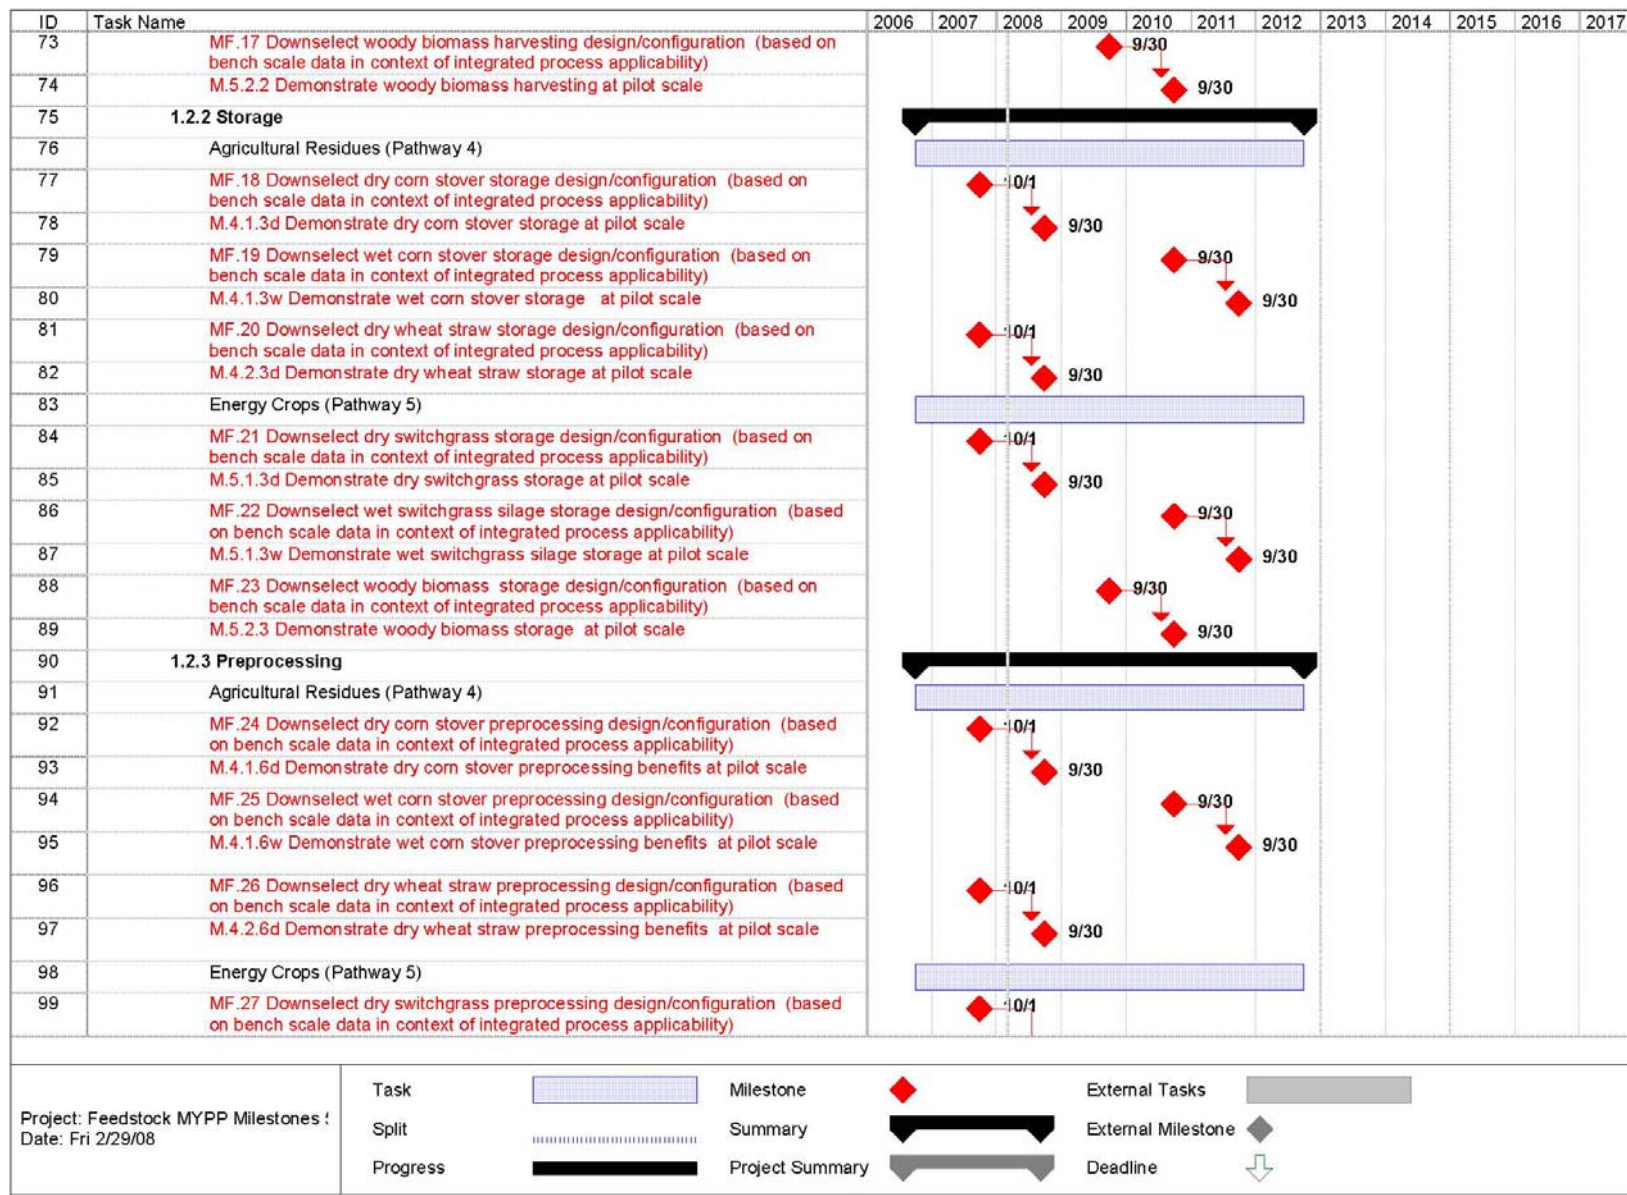 ID Task Name 2006 2007 2008 2009 2010 2011 2012 2013 2014 2015 2016 2017
73 MF.17 Downselect woody biomass harvesting design/configuration (based on 9/30
bench scale data in context of integrated process applicability)
74 M.5.2.2 Demonstrate woody biomass harvesting at pilot scale 9/30
75 1.2.2 Storage
76 Agricultural Residues (Pathway 4)
77 MF.18 Downselect dry corn stover storage design/configuration (based on 10/1
bench scale data in context of integrated process applicability)
78 M.4.1.3d Demonstrate dry corn stover storage at pilot scale 9/30
79 MF.19 Downselect wet corn stover storage design/configuration (based on 9/30
bench scale data in context of integrated process applicability)
80 M.4.1.3w Demonstrate wet corn stover storage at pilot scale 9/30
81 MF.20 Downselect dry wheat straw storage design/configuration (based on 10/1
bench scale data in context of integrated process applicability)
82 M.4.2.3d Demonstrate dry wheat straw storage at pilot scale 9/30
83 Energy Crops (Pathway 5)
84 MF.21 Downselect dry switchgrass storage design/configuration (based on 10/1
bench scale data in context of integrated process applicability)
85 M.5.1.3d Demonstrate dry switchgrass storage at pilot scale 9/30
86 MF.22 Downselect wet switchgrass silage storage design/configuration (based 9/30
on bench scale data in context of integrated process applicability)
87 M.5.1.3w Demonstrate wet switchgrass silage storage at pilot scale 9/30
88 MF.23 Downselect woody biomass storage design/configuration (based on 9/30
bench scale data in context of integrated process applicability)
89 M.5.2.3 Demonstrate woody biomass storage at pilot scale 9/30
90 1.2.3 Preprocessing
91 Agricultural Residues (Pathway 4)
92 MF.24 Downselect dry corn stover preprocessing design/configuration (based 10/1
on bench scale data in context of integrated process applicability)
93 M.4.1.6d Demonstrate dry corn stover preprocessing benefits at pilot scale 9/30
94 MF.25 Downselect wet corn stover preprocessing design/configuration (based 9/30
on bench scale data in context of integrated process applicability)
95 M.4.1.6w Demonstrate wet corn stover preprocessing benefits at pilot scale 9/30
96 MF.26 Downselect dry wheat straw preprocessing design/configuration (based 10/1
on bench scale data in context of integrated process applicability)
97 M.4.2.6d Demonstrate dry wheat straw preprocessing benefits at pilot scale 9/30
98 Energy Crops (Pathway 5)
99 MF.27 Downselect dry switchgrass preprocessing design/configuration (based 10/1
on bench scale data in context of integrated process applicability)
Project: Feedstock MYPP Milestones
Date: Fri 2/29/08
Task Milestone External Tasks
Split Summary External Milestone
Progress Project Summary Deadline